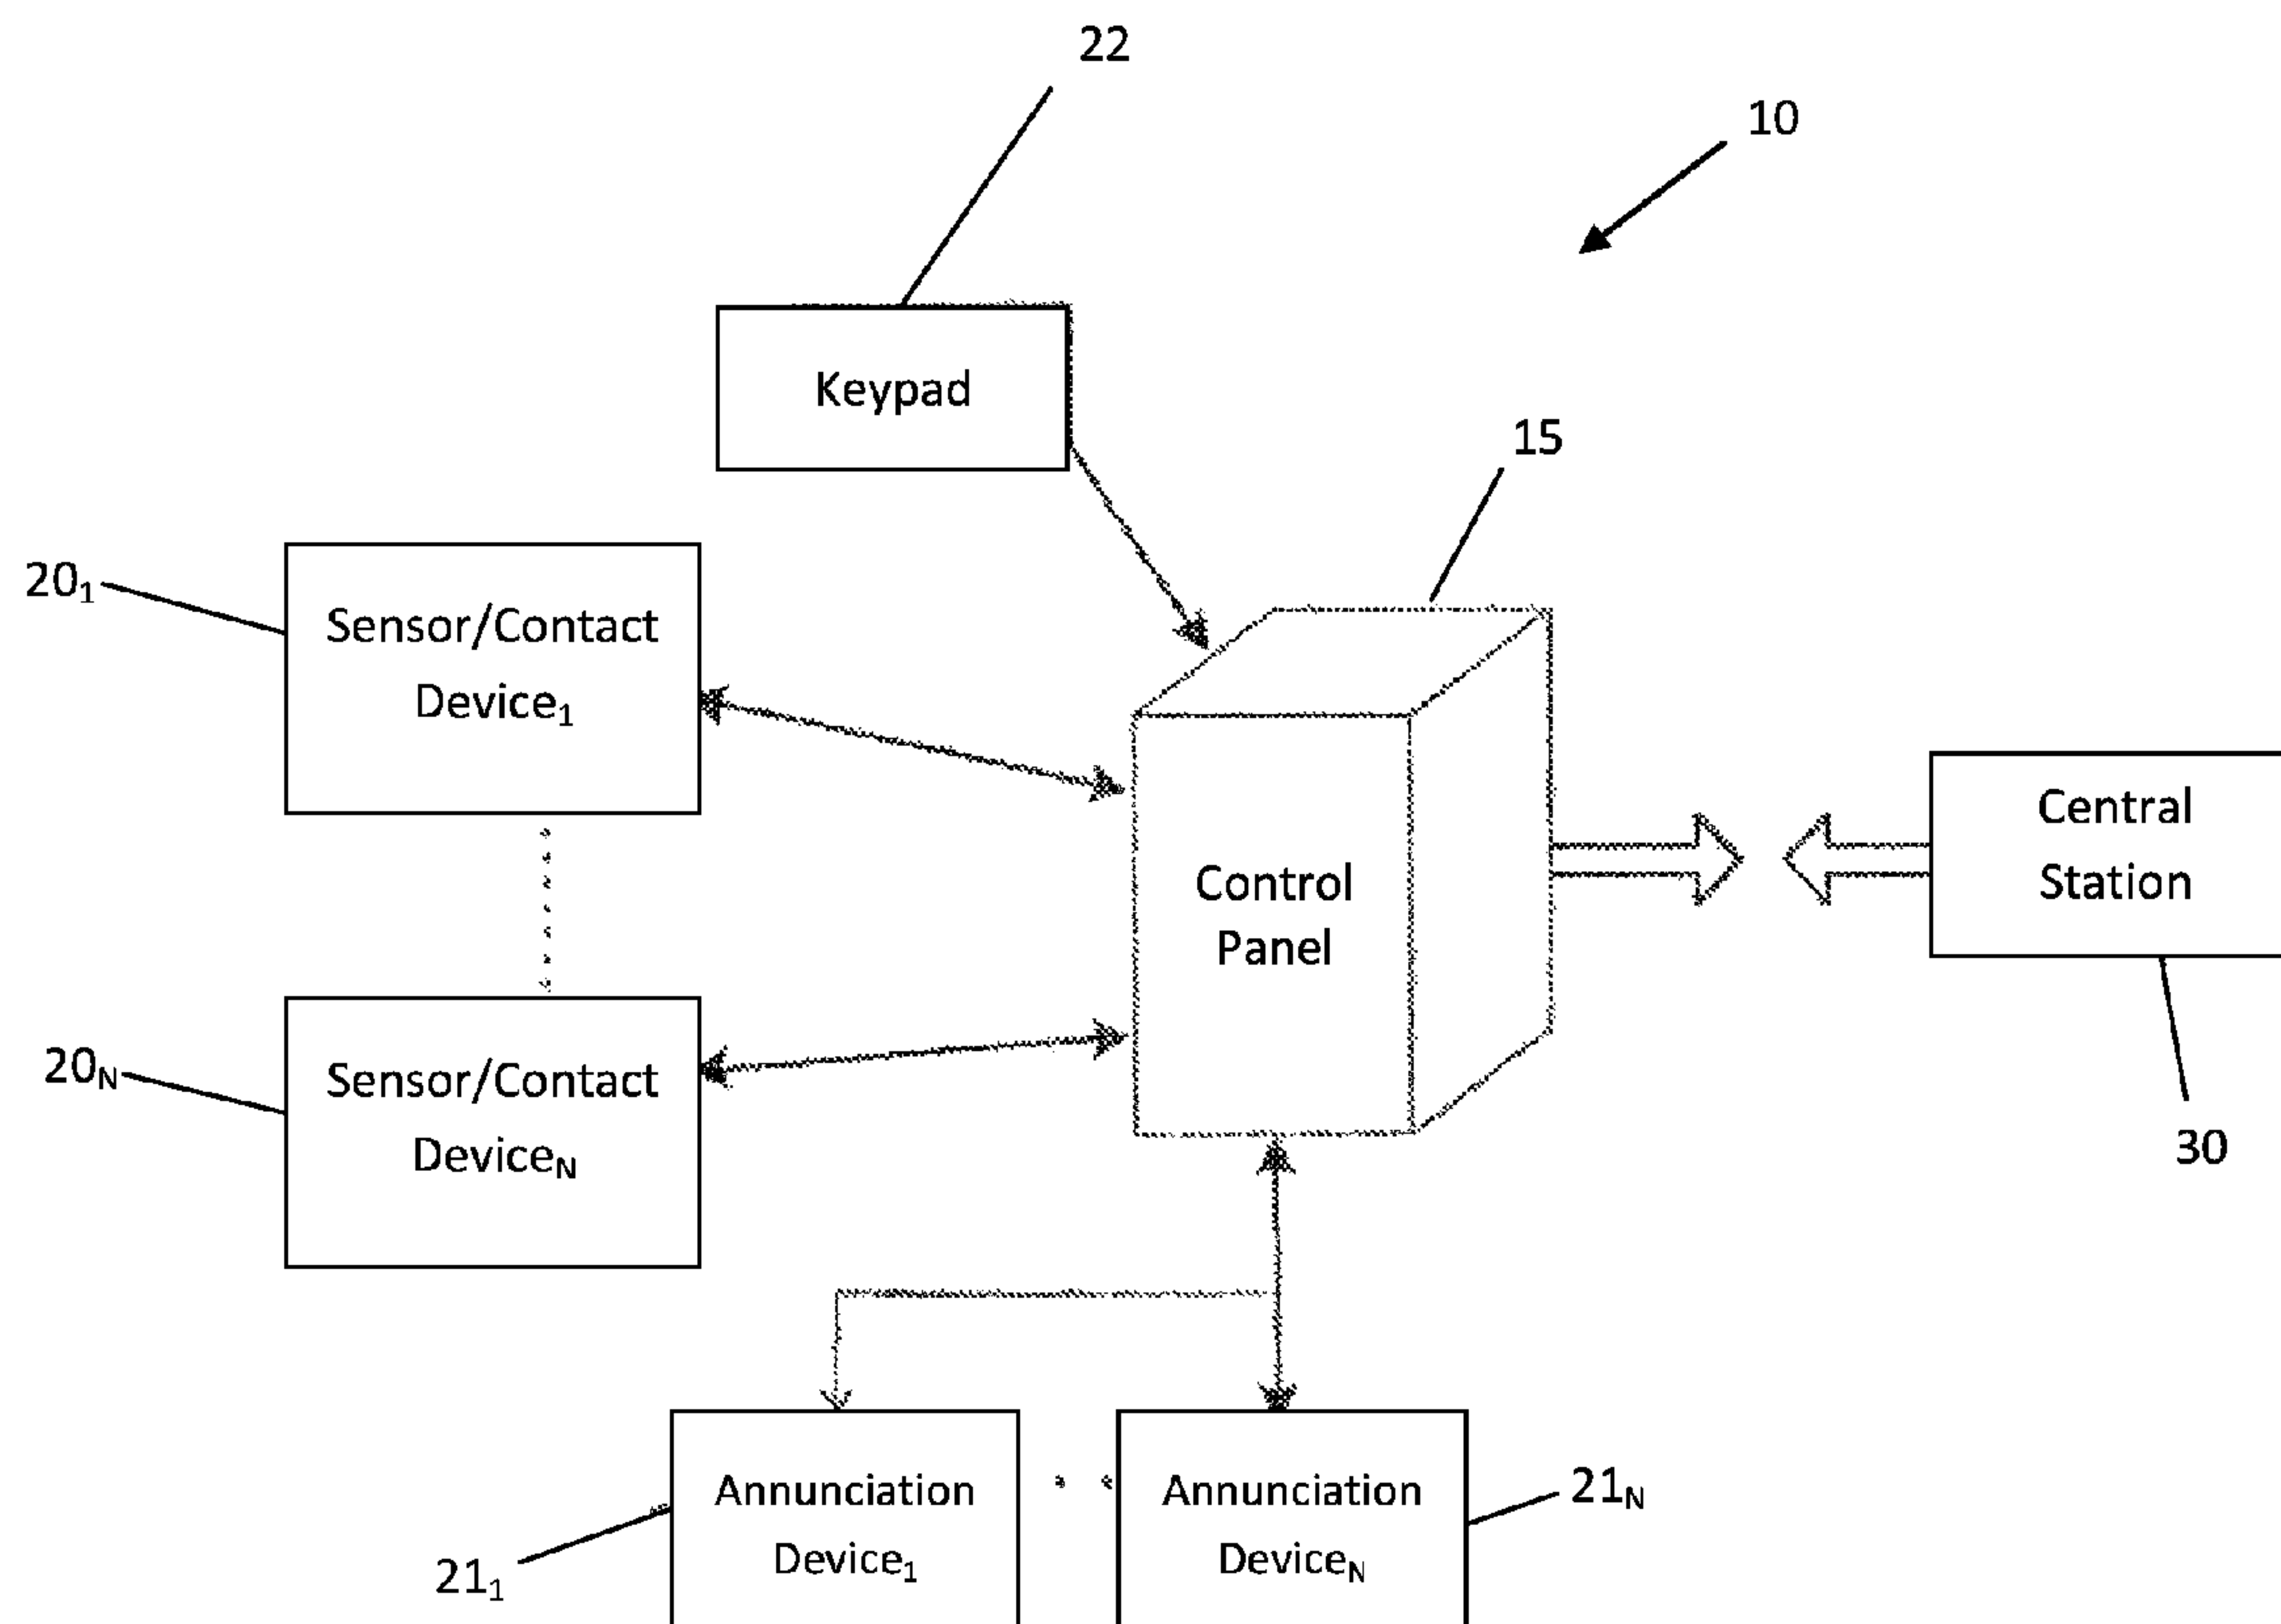 22
10
Keypad
15
20₁
Sensor/Contact
Device₁
Control
Panel
Central
Station
20N
Sensor/Contact
DeviceN
30
Annunciation
Device₁
Annunciation
DeviceN
21N
21₁